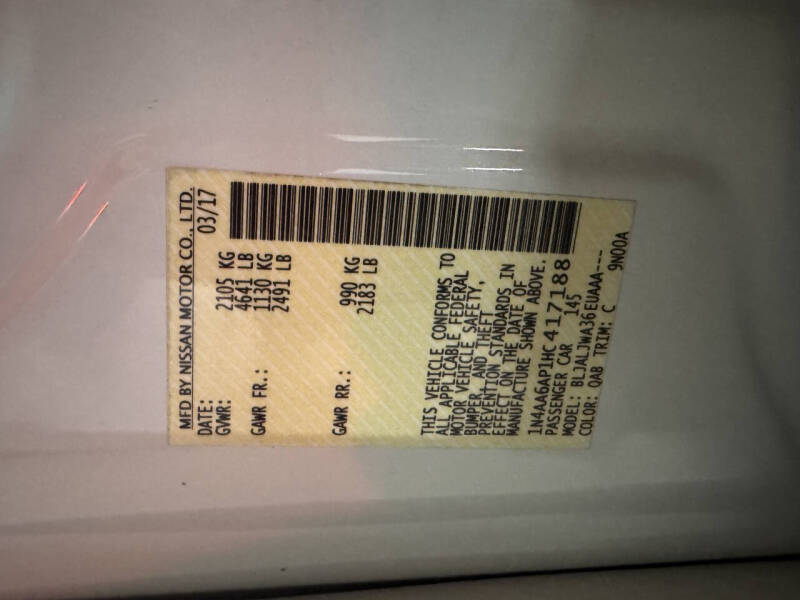 MFD BY NISSAN MOTOR CO., LTD.
DATE: 03/17
GVWR: 2105 KG
4641 LB
GAWR FR.: 1130 KG
2491 LB
GAWR RR.: 990 KG
2183 LB
THIS VEHICLE CONFORMS TO
ALL APPLICABLE FEDERAL
MOTOR VEHICLE SAFETY,
BUMPER, AND THEFT
PREVENTION STANDARDS IN
EFFECT ON THE DATE OF
MANUFACTURE SHOWN ABOVE.
1N4AA6AP1HC417188
PASSENGER CAR 145
MODEL: BLJALJWA36EUAAA---
COLOR: QAB TRIM: C 9N00A